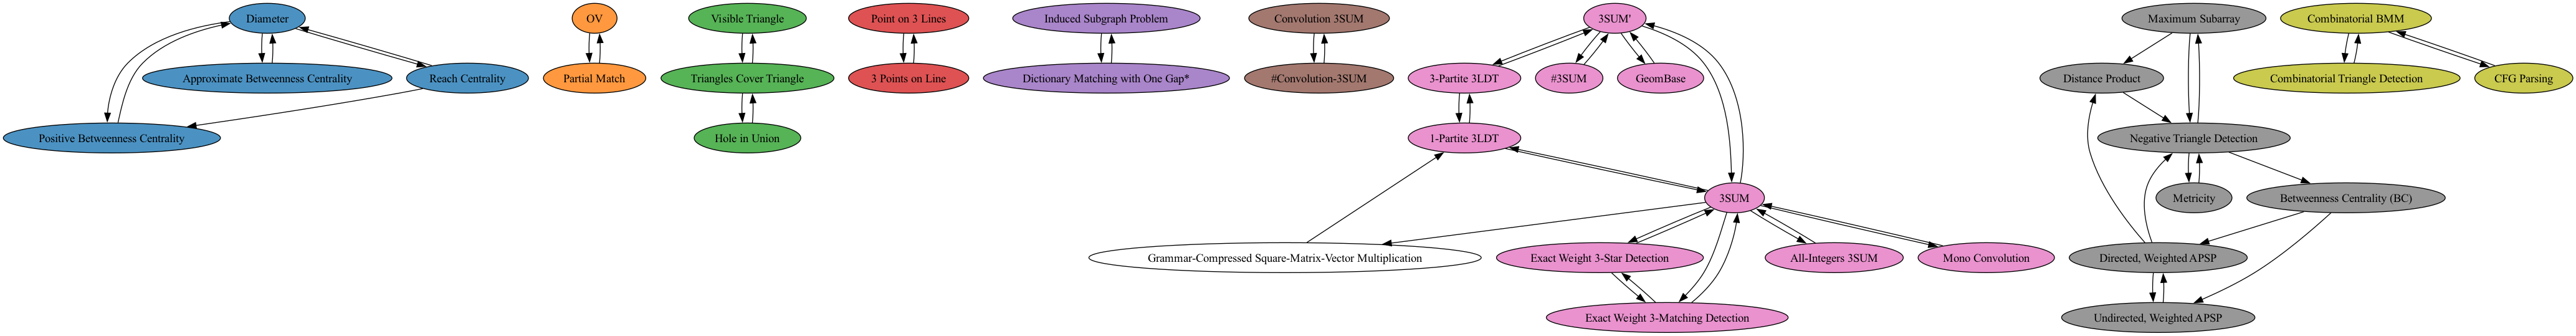 Diameter
OV
Visible Triangle
Point on 3 Lines
Induced Subgraph Problem
Convolution 3SUM
3SUM'
Maximum Subarray
Combinatorial BMM
Approximate Betweenness Centrality
Reach Centrality
Partial Match
Triangles Cover Triangle
3 Points on Line
Dictionary Matching with One Gap*
#Convolution-3SUM
3-Partite 3LDT
#3SUM
GeomBase
Distance Product
Combinatorial Triangle Detection
CFG Parsing
Positive Betweenness Centrality
Hole in Union
1-Partite 3LDT
Negative Triangle Detection
3SUM
Metricity
Betweenness Centrality (BC)
Grammar-Compressed Square-Matrix-Vector Multiplication
Exact Weight 3-Star Detection
All-Integers 3SUM
Mono Convolution
Directed, Weighted APSP
Exact Weight 3-Matching Detection
Undirected, Weighted APSP